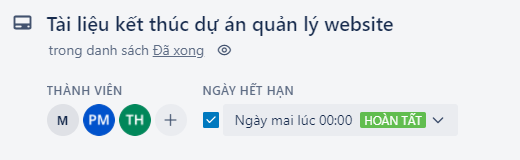 Tài liệu kết thúc dự án quản lý website
trong danh sách Đã xong
THÀNH VIÊN
NGÀY HẾT HẠN
M PM TH +
Ngày mai lúc 00:00 HOÀN TẤT